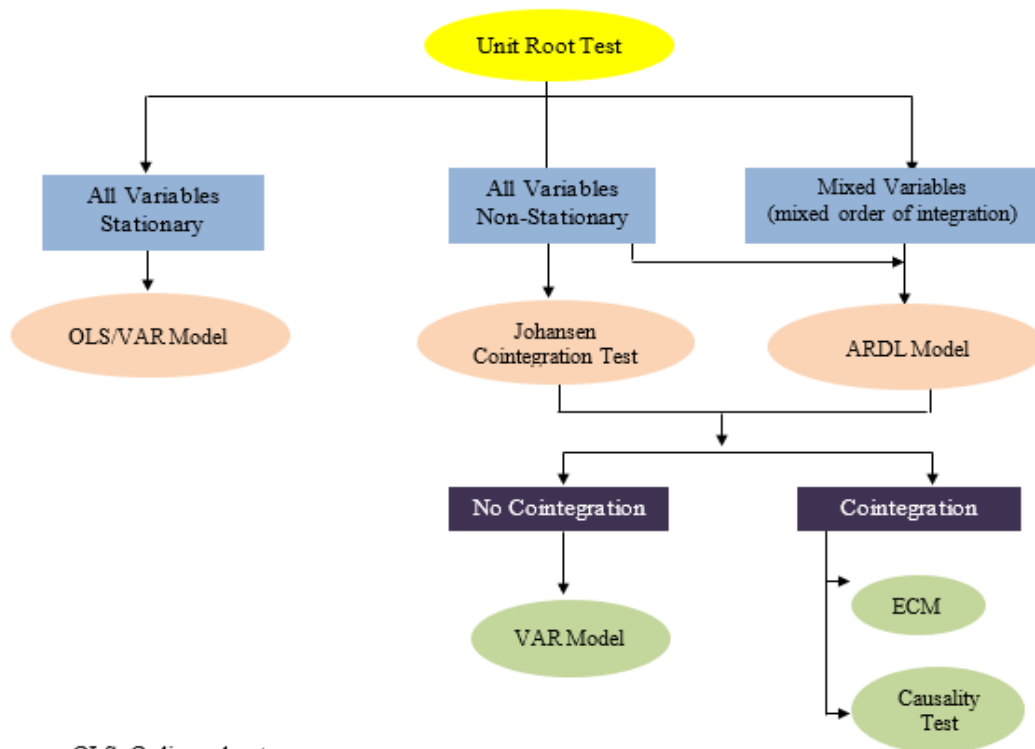 Unit Root Test
All Variables
Stationary
All Variables
Non-Stationary
Mixed Variables
(mixed order of integration)
OLS/VAR Model
Johansen
Cointegration Test
ARDL Model
No Cointegration
Cointegration
VAR Model
ECM
Causality
Test